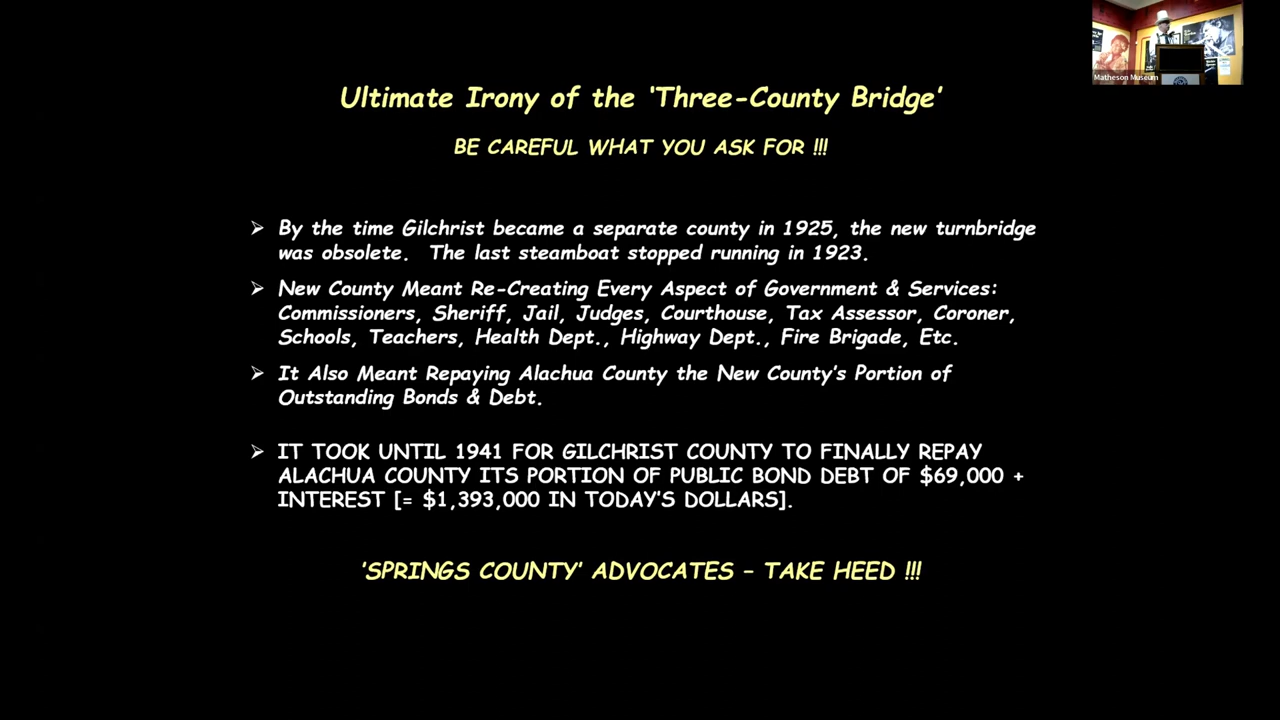 Matheson Museum
Ultimate Irony of the 'Three-County Bridge'
BE CAREFUL WHAT YOU ASK FOR !!!
➢ By the time Gilchrist became a separate county in 1925, the new turnbridge
was obsolete. The last steamboat stopped running in 1923.
➢ New County Meant Re-Creating Every Aspect of Government & Services:
Commissioners, Sheriff, Jail, Judges, Courthouse, Tax Assessor, Coroner,
Schools, Teachers, Health Dept., Highway Dept., Fire Brigade, Etc.
➢ It Also Meant Repaying Alachua County the New County's Portion of
Outstanding Bonds & Debt.
➢ IT TOOK UNTIL 1941 FOR GILCHRIST COUNTY TO FINALLY REPAY
ALACHUA COUNTY ITS PORTION OF PUBLIC BOND DEBT OF $69,000 +
INTEREST [= $1,393,000 IN TODAY'S DOLLARS].
'SPRINGS COUNTY' ADVOCATES – TAKE HEED !!!